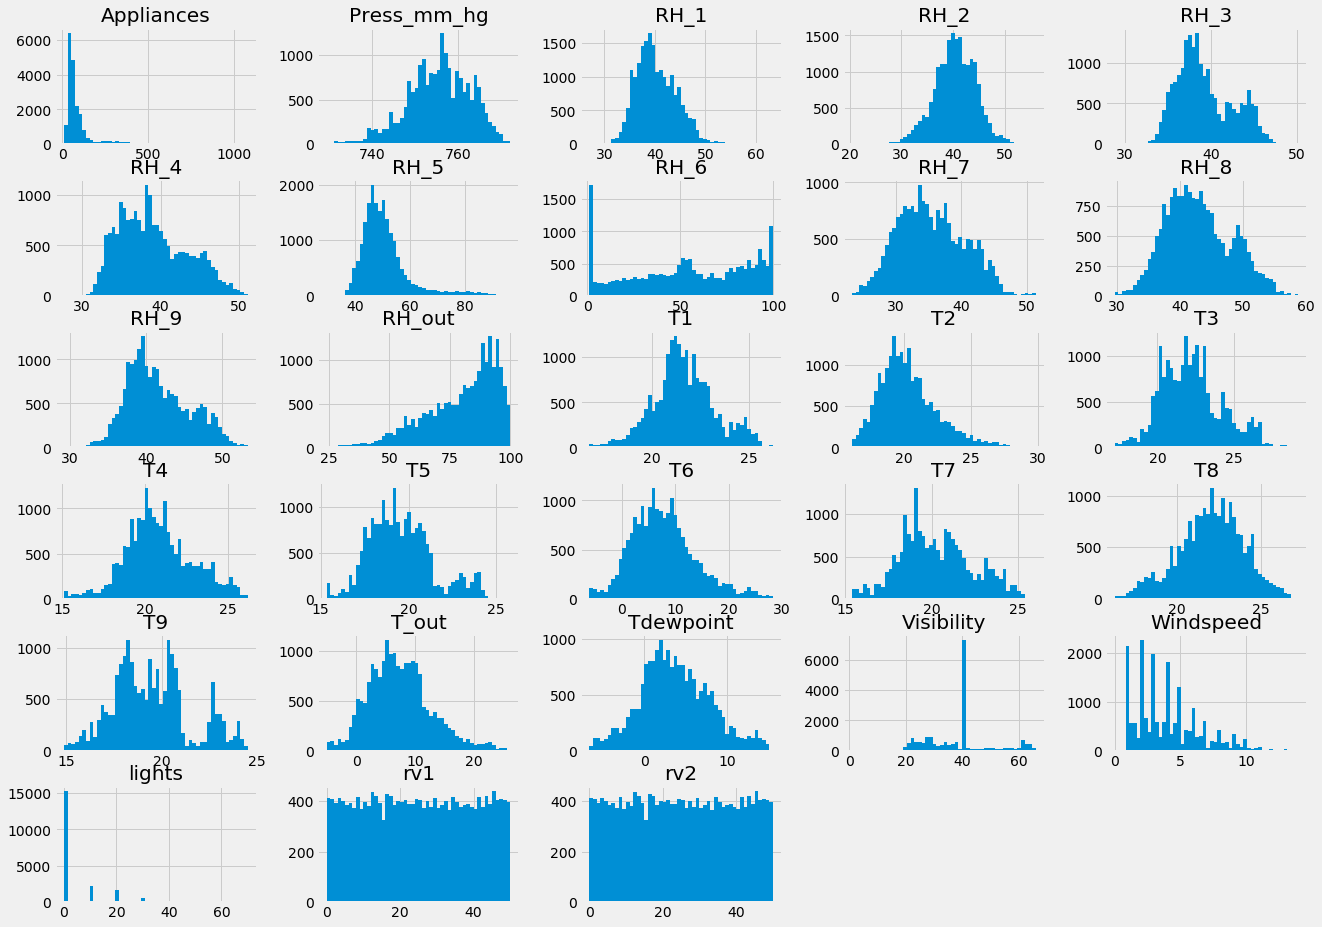 Appliances Press_mm_hg RH_1 RH_2 RH_3
6000 4000 2000 0
0 500 1000
1000 500 0
740 760
1500 1000 500 0
30 40 50 60
1500 1000 500 0
20 30 40 50
1000 500 0
30 40 50
RH_4 RH_5 RH_6 RH_7 RH_8
1000 500 0
30 40 50
2000 1000 0
40 60 80
1500 1000 500 0
0 50 100
1000 500 0
30 40 50
750 500 250 0
30 40 50 60
RH_9 RH_out T1 T2 T3
1000 500 0
30 40 50
1000 500 0
25 50 75 100
1000 500 0
20 25
1000 500 0
20 25 30
1000 500 0
20 25
T4 T5 T6 T7 T8
1000 500 0
15 20 25
1000 500 0
15 20 25
1000 500 0
0 10 20 30
1000 500 0
15 20 25
1000 500 0
20 25
T9 T_out Tdewpoint Visibility Windspeed
1000 500 0
15 20 25
1000 500 0
0 10 20
1000 500 0
0 10
6000 4000 2000 0
0 20 40 60
2000 1000 0
0 5 10
lights rv1 rv2
15000 10000 5000 0
0 20 40 60
400 200 0
0 20 40
400 200 0
0 20 40